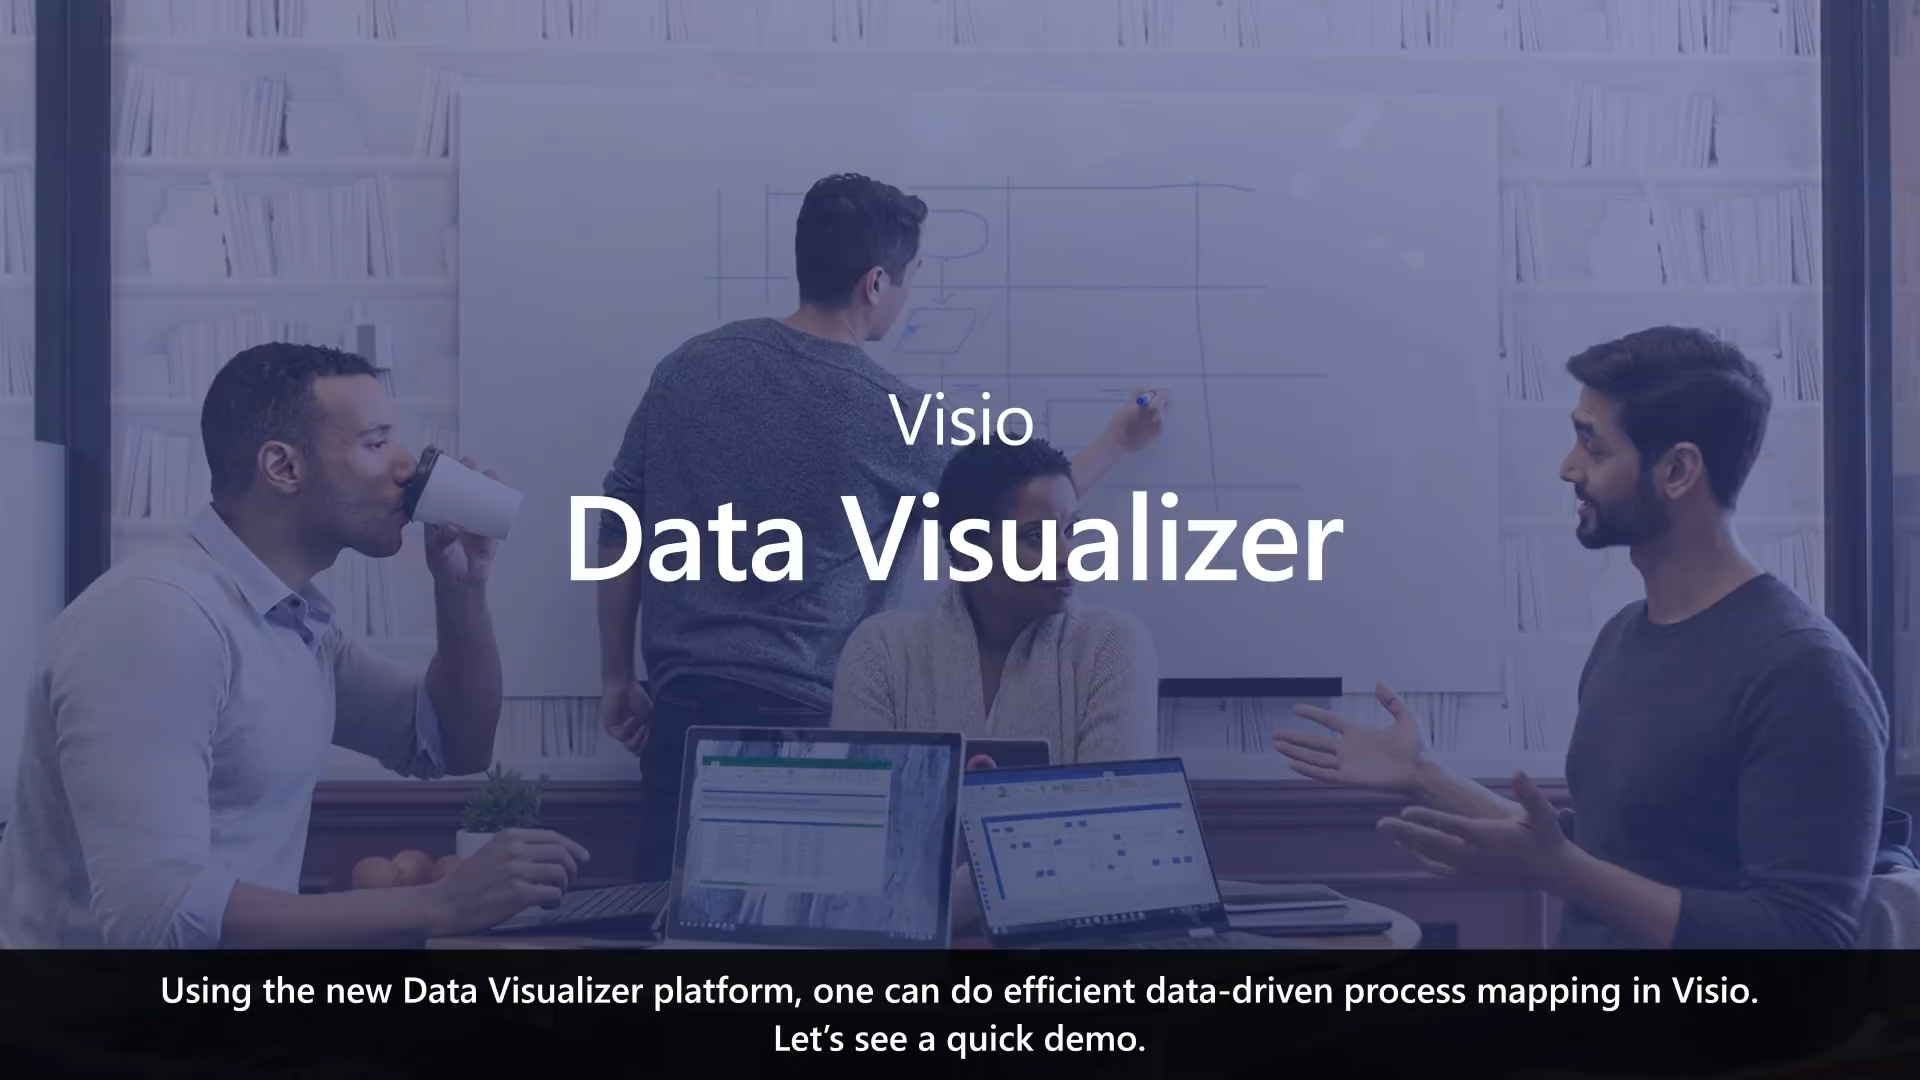 Visio
Data Visualizer
Using the new Data Visualizer platform, one can do efficient data-driven process mapping in Visio.
Let’s see a quick demo.